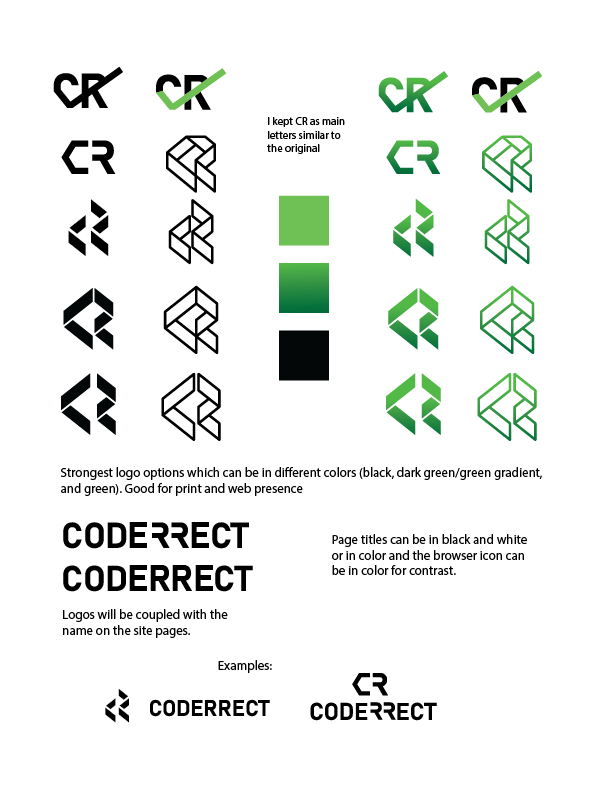 CR CR CR CR
I kept CR as main
letters similar to
the original
CR CR
Strongest logo options which can be in different colors (black, dark green/green gradient,
and green). Good for print and web presence
CODERRECT
Page titles can be in black and white
or in color and the browser icon can
be in color for contrast.
CODERRECT
Logos will be coupled with the
name on the site pages.
Examples:
CR
CODERRECT
CODERRECT